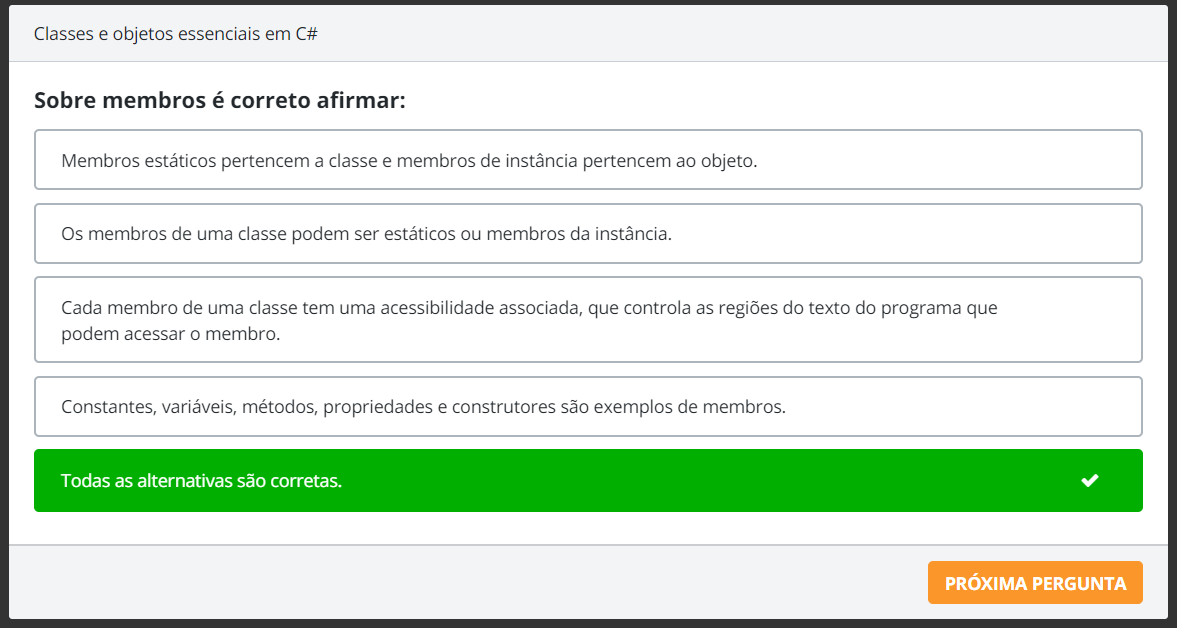 Classes e objetos essenciais em C#
Sobre membros é correto afirmar:
Membros estáticos pertencem a classe e membros de instância pertencem ao objeto.
Os membros de uma classe podem ser estáticos ou membros da instância.
Cada membro de uma classe tem uma acessibilidade associada, que controla as regiões do texto do programa que
podem acessar o membro.
Constantes, variáveis, métodos, propriedades e construtores são exemplos de membros.
Todas as alternativas são corretas.
PRÓXIMA PERGUNTA